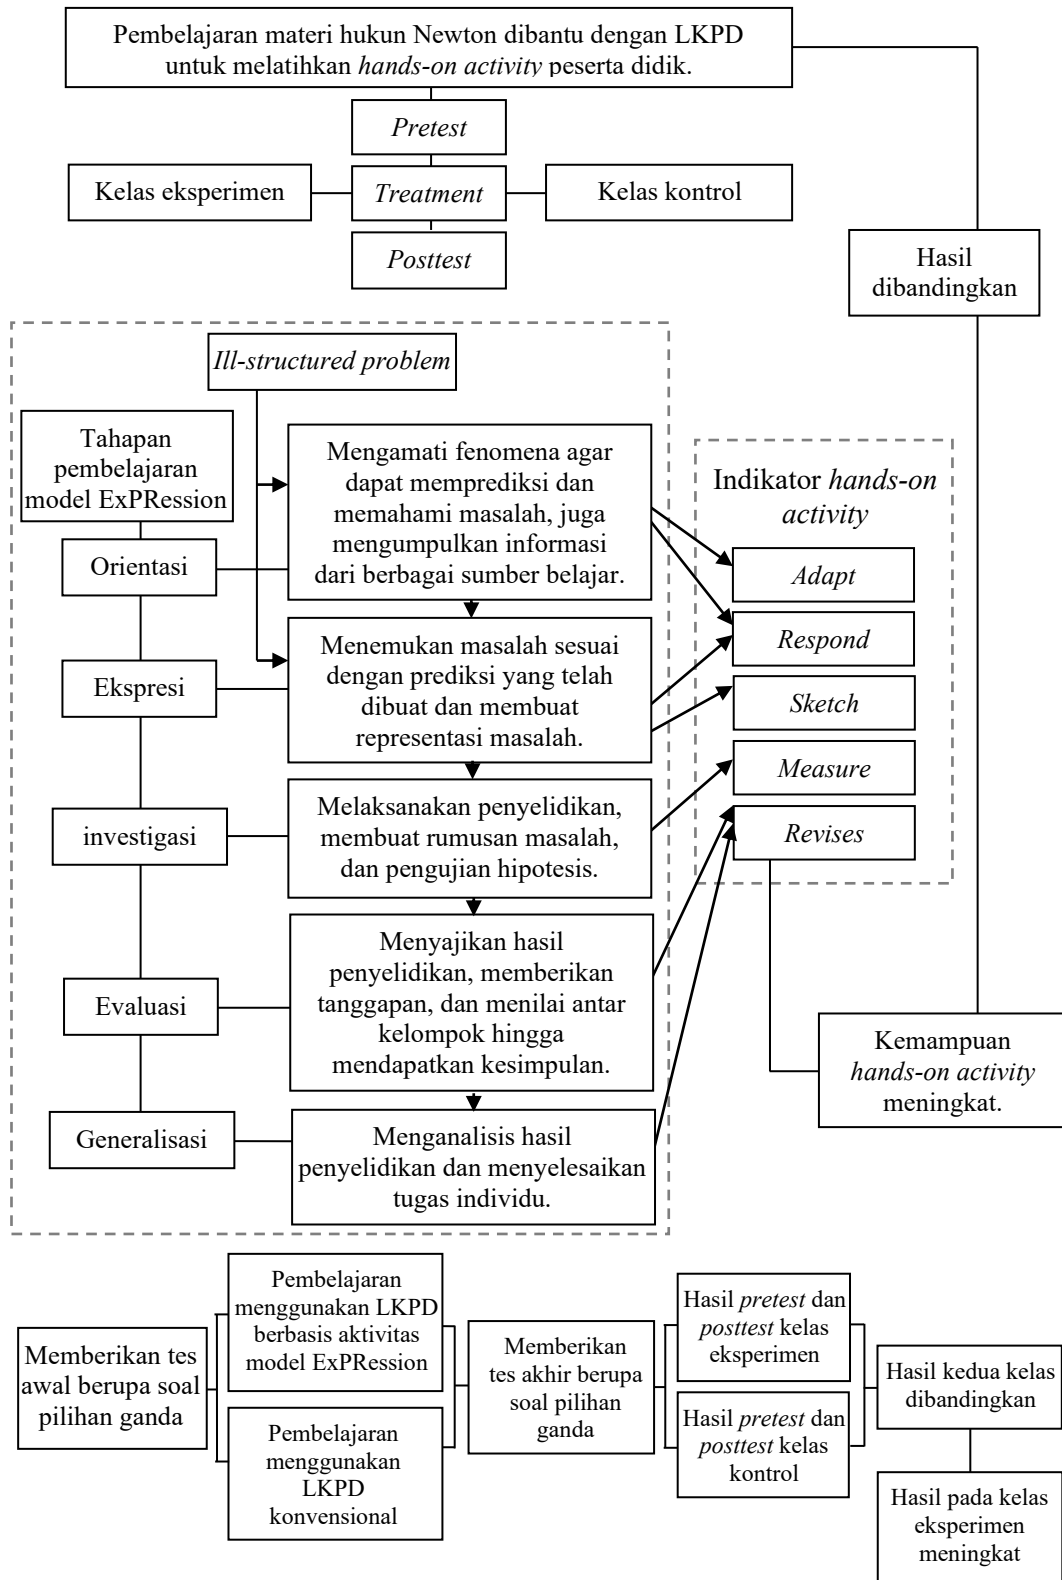 Pembelajaran materi hukun Newton dibantu dengan LKPD
untuk melatihkan hands-on activity peserta didik.
Pretest
Kelas eksperimen
Treatment
Kelas kontrol
Posttest
Hasil
dibandingkan
Ill-structured problem
Tahapan
pembelajaran
model ExPRession
Mengamati fenomena agar
dapat memprediksi dan
memahami masalah, juga
mengumpulkan informasi
dari berbagai sumber belajar.
Orientasi
Menemukan masalah sesuai
dengan prediksi yang telah
dibuat dan membuat
representasi masalah.
Ekspresi
Melaksanakan penyelidikan,
membuat rumusan masalah,
dan pengujian hipotesis.
investigasi
Menyajikan hasil
penyelidikan, memberikan
tanggapan, dan menilai antar
kelompok hingga
mendapatkan kesimpulan.
Evaluasi
Generalisasi
Menganalisis hasil
penyelidikan dan menyelesaikan
tugas individu.
Indikator hands-on
activity
Adapt
Respond
Sketch
Measure
Revises
Kemampuan
hands-on activity
meningkat.
Memberikan tes
awal berupa soal
pilihan ganda
Pembelajaran
menggunakan LKPD
berbasis aktivitas
model ExPRession
Pembelajaran
menggunakan
LKPD
konvensional
Memberikan
tes akhir berupa
soal pilihan
ganda
Hasil pretest dan
posttest kelas
eksperimen
Hasil pretest dan
posttest kelas
kontrol
Hasil kedua kelas
dibandingkan
Hasil pada kelas
eksperimen
meningkat